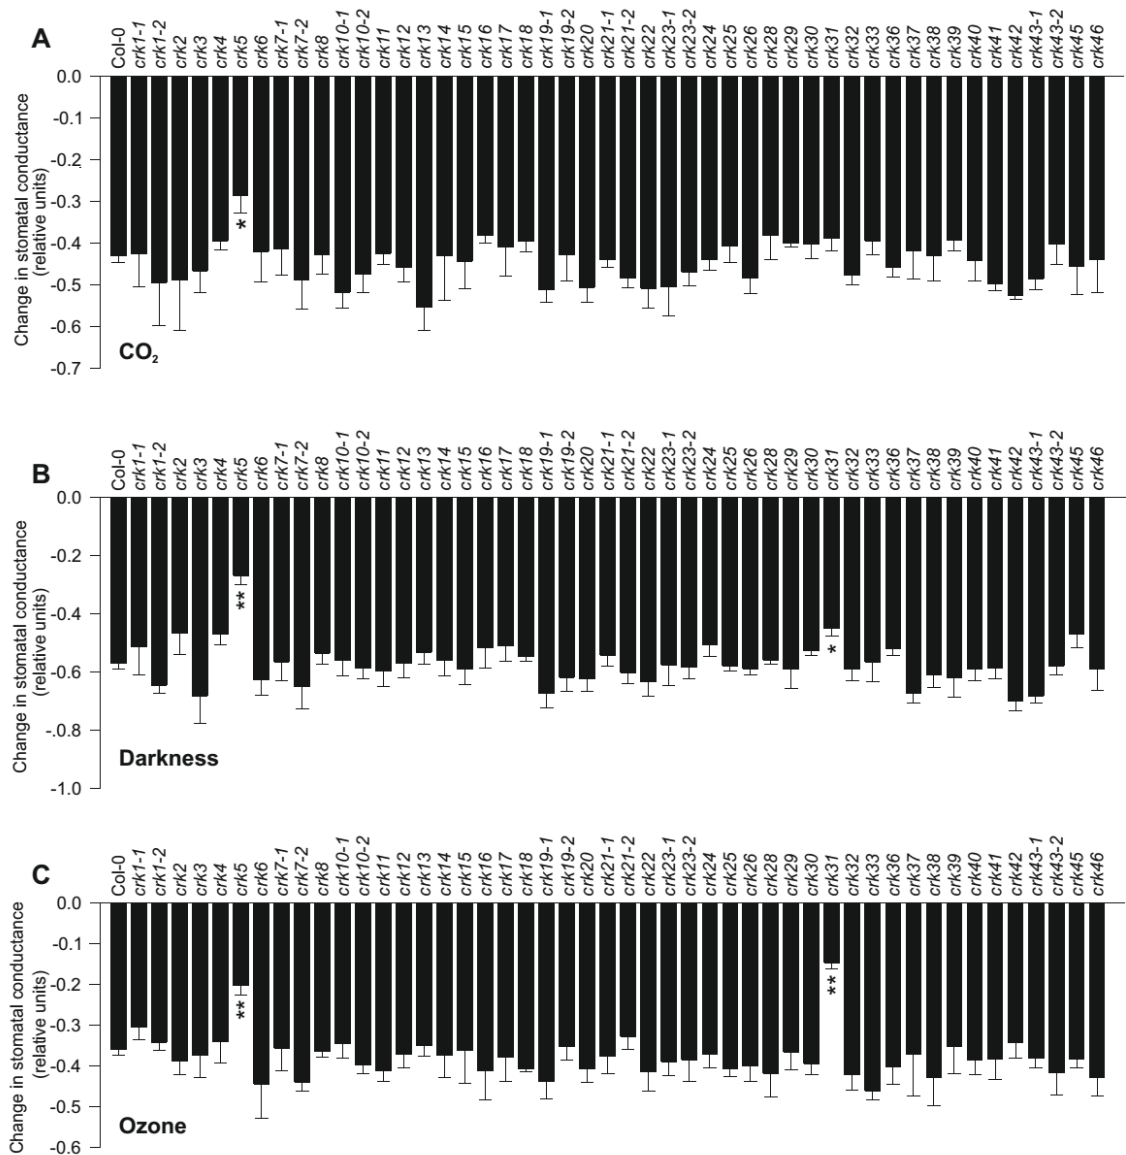 A
Col-0 crk1-1 crk1-2 crk2 crk3 crk4 crk5 crk6 crk7-1 crk7-2 crk8 crk10-1 crk10-2 crk11 crk12 crk13 crk14 crk15 crk16 crk17 crk18 crk19-1 crk19-2 crk20 crk21-1 crk21-2 crk22 crk23-1 crk23-2 crk24 crk25 crk26 crk28 crk29 crk30 crk31 crk32 crk33 crk36 crk37 crk38 crk39 crk40 crk41 crk42 crk43-1 crk43-2 crk45 crk46
Change in stomatal conductance
(relative units)
0.0
-0.1
-0.2
-0.3
-0.4
-0.5
-0.6
-0.7
*
CO₂
B
Col-0 crk1-1 crk1-2 crk2 crk3 crk4 crk5 crk6 crk7-1 crk7-2 crk8 crk10-1 crk10-2 crk11 crk12 crk13 crk14 crk15 crk16 crk17 crk18 crk19-1 crk19-2 crk20 crk21-1 crk21-2 crk22 crk23-1 crk23-2 crk24 crk25 crk26 crk28 crk29 crk30 crk31 crk32 crk33 crk36 crk37 crk38 crk39 crk40 crk41 crk42 crk43-1 crk43-2 crk45 crk46
Change in stomatal conductance
(relative units)
0.0
-0.2
-0.4
-0.6
-.0.8
-1.0
**
*
Darkness
C
Col-0 crk1-1 crk1-2 crk2 crk3 crk4 crk5 crk6 crk7-1 crk7-2 crk8 crk10-1 crk10-2 crk11 crk12 crk13 crk14 crk15 crk16 crk17 crk18 crk19-1 crk19-2 crk20 crk21-1 crk21-2 crk22 crk23-1 crk23-2 crk24 crk25 crk26 crk28 crk29 crk30 crk31 crk32 crk33 crk36 crk37 crk38 crk39 crk40 crk41 crk42 crk43-1 crk43-2 crk45 crk46
Change in stomatal conductance
(relative units)
0.0
-0.1
-0.2
-0.3
-0.4
-0.5
-0.6
**
**
Ozone